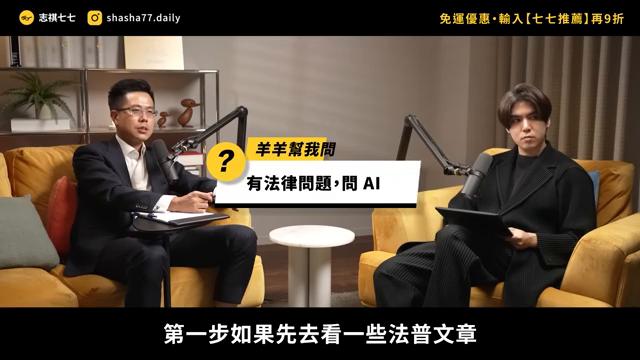 志祺七七
shasha77.daily
免運優惠・輸入【七七推薦】再9折
?
羊羊幫我問
有法律問題，問 AI
第一步如果先去看一些法普文章